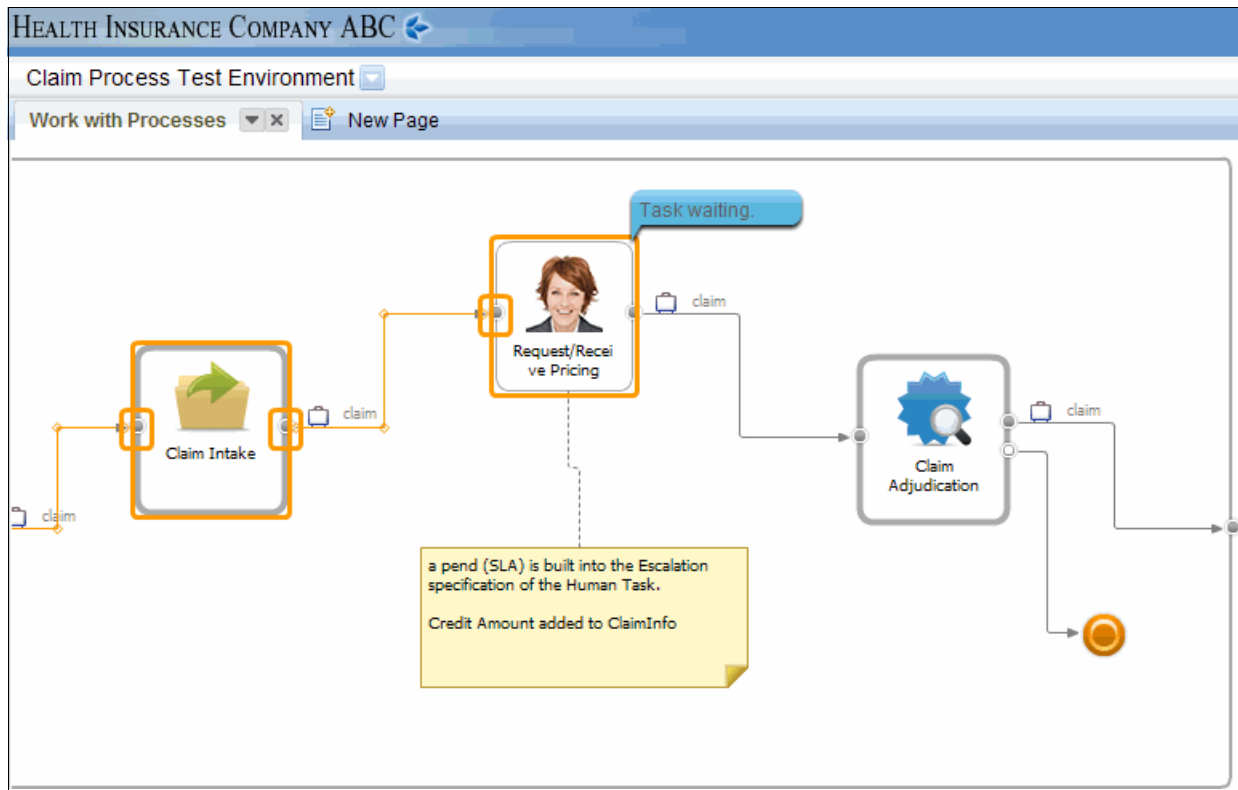 HEALTH INSURANCE COMPANY ABC
Claim Process Test Environment
Work with Processes
New Page
Task waiting.
claim
Request/Recei
ve Pricing
claim
Claim Intake
claim
Claim
Adjudication
claim
a pend (SLA) is built into the Escalation
specification of the Human Task.
Credit Amount added to ClaimInfo